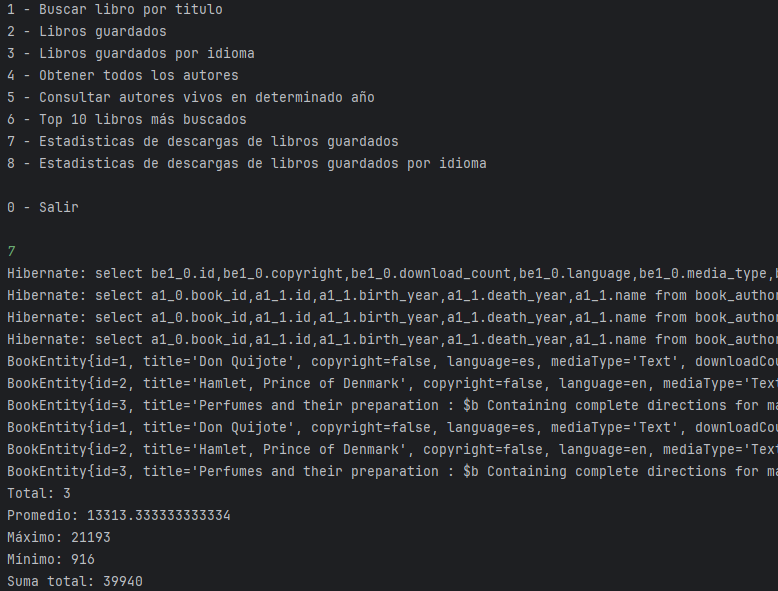 1 - Buscar libro por titulo
2 - Libros guardados
3 - Libros guardados por idioma
4 - Obtener todos los autores
5 - Consultar autores vivos en determinado año
6 - Top 10 libros más buscados
7 - Estadisticas de descargas de libros guardados
8 - Estadisticas de descargas de libros guardados por idioma
0 - Salir
7
Hibernate: select be1_0.id,be1_0.copyright,be1_0.download_count,be1_0.language,be1_0.media_type,
Hibernate: select a1_0.book_id,a1_1.id,a1_1.birth_year,a1_1.death_year,a1_1.name from book_author
Hibernate: select a1_0.book_id,a1_1.id,a1_1.birth_year,a1_1.death_year,a1_1.name from book_author
Hibernate: select a1_0.book_id,a1_1.id,a1_1.birth_year,a1_1.death_year,a1_1.name from book_author
BookEntity{id=1, title='Don Quijote', copyright=false, language=es, mediaType='Text', downloadCou
BookEntity{id=2, title='Hamlet, Prince of Denmark', copyright=false, language=en, mediaType='Text
BookEntity{id=3, title='Perfumes and their preparation : $b Containing complete directions for ma
BookEntity{id=1, title='Don Quijote', copyright=false, language=es, mediaType='Text', downloadCou
BookEntity{id=2, title='Hamlet, Prince of Denmark', copyright=false, language=en, mediaType='Text
BookEntity{id=3, title='Perfumes and their preparation : $b Containing complete directions for ma
Total: 3
Promedio: 13313.333333333334
Máximo: 21193
Mínimo: 916
Suma total: 39940